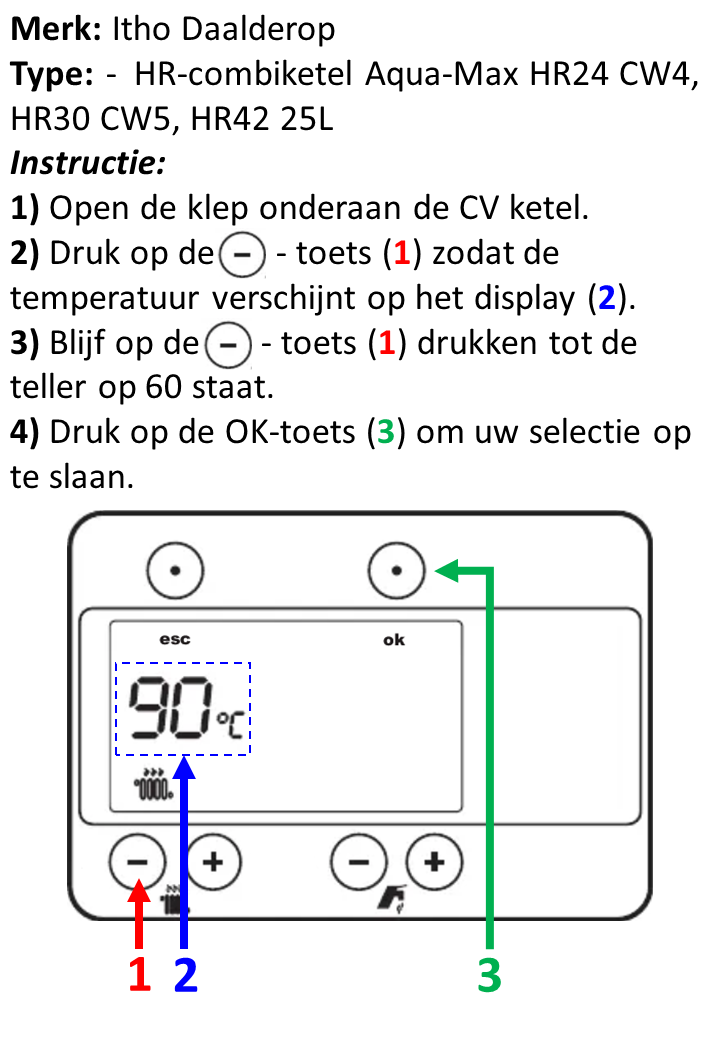 Merk: Itho Daalderop
Type: - HR-combiketel Aqua-Max HR24 CW4,
HR30 CW5, HR42 25L
Instructie:
1) Open de klep onderaan de CV ketel.
2) Druk op de − - toets (1) zodat de
temperatuur verschijnt op het display (2).
3) Blijf op de − - toets (1) drukken tot de
teller op 60 staat.
4) Druk op de OK-toets (3) om uw selectie op
te slaan.
esc ok
90 °C
− + − +
1 2 3